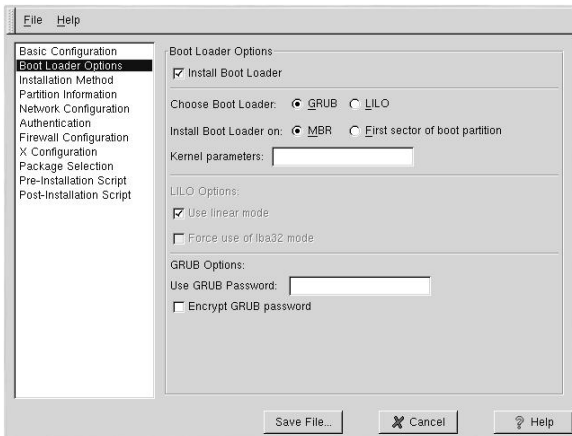 File Help
Basic Configuration
Boot Loader Options
Installation Method
Partition Information
Network Configuration
Authentication
Firewall Configuration
X Configuration
Package Selection
Pre-Installation Script
Post-Installation Script
Boot Loader Options
Install Boot Loader
Choose Boot Loader: GRUB LILO
Install Boot Loader on: MBR First sector of boot partition
Kernel parameters:
LILO Options:
Use linear mode
Force use of lba32 mode
GRUB Options:
Use GRUB Password:
Encrypt GRUB password
Save File... Cancel Help